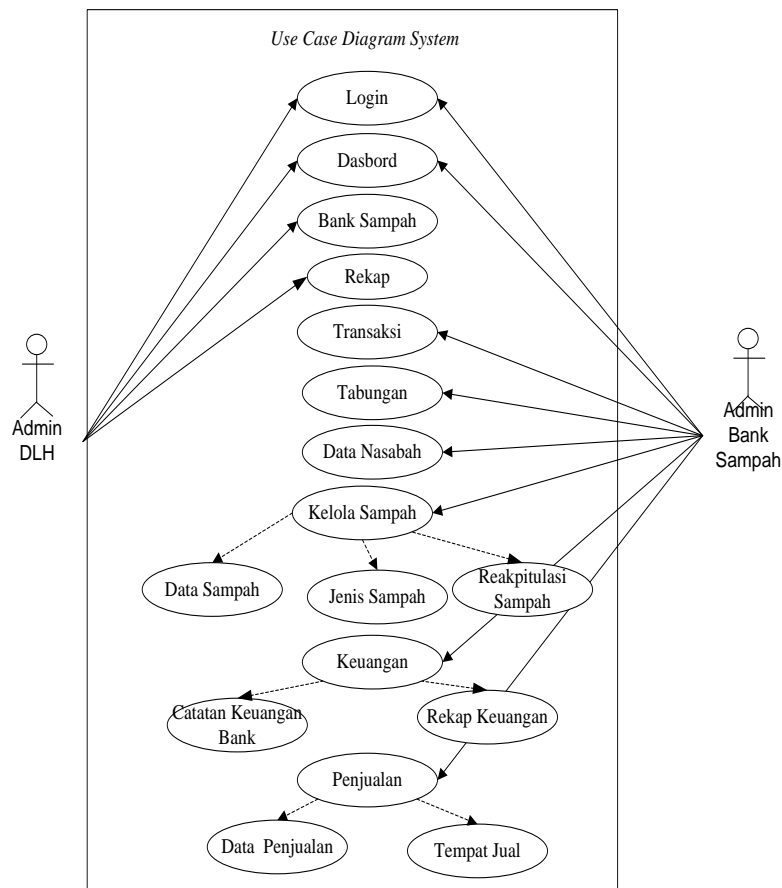 Use Case Diagram System
Login
Dasbord
Bank Sampah
Rekap
Transaksi
Tabungan
Data Nasabah
Kelola Sampah
Data Sampah
Jenis Sampah
Reakpitulasi
Sampah
Keuangan
Catatan Keuangan
Bank
Rekap Keuangan
Penjualan
Data Penjualan
Tempat Jual
Admin
DLH
Admin
Bank
Sampah